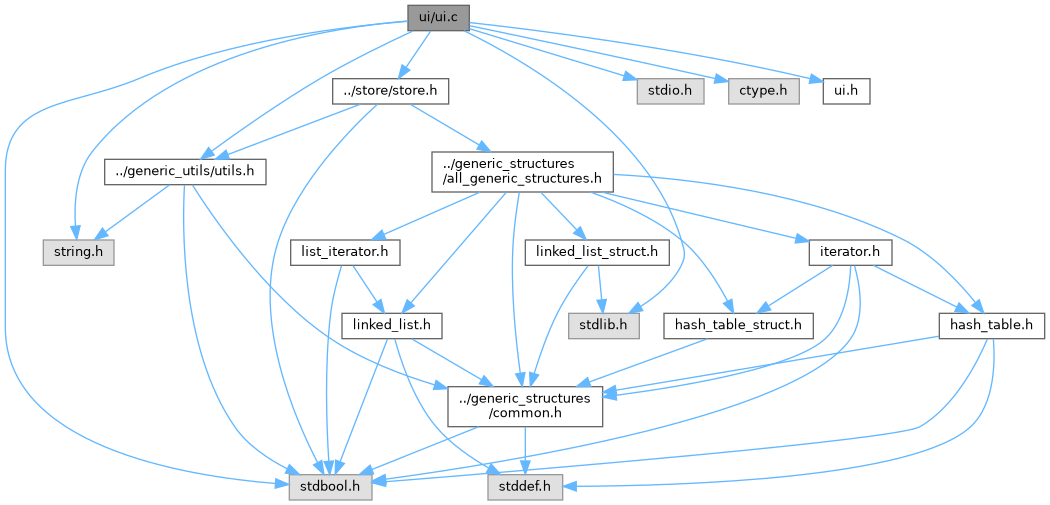 ui/ui.c
../store/store.h
stdio.h
ctype.h
ui.h
../generic_utils/utils.h
../generic_structures
/all_generic_structures.h
string.h
list_iterator.h
linked_list_struct.h
iterator.h
linked_list.h
stdlib.h
hash_table_struct.h
hash_table.h
../generic_structures
/common.h
stdbool.h
stddef.h